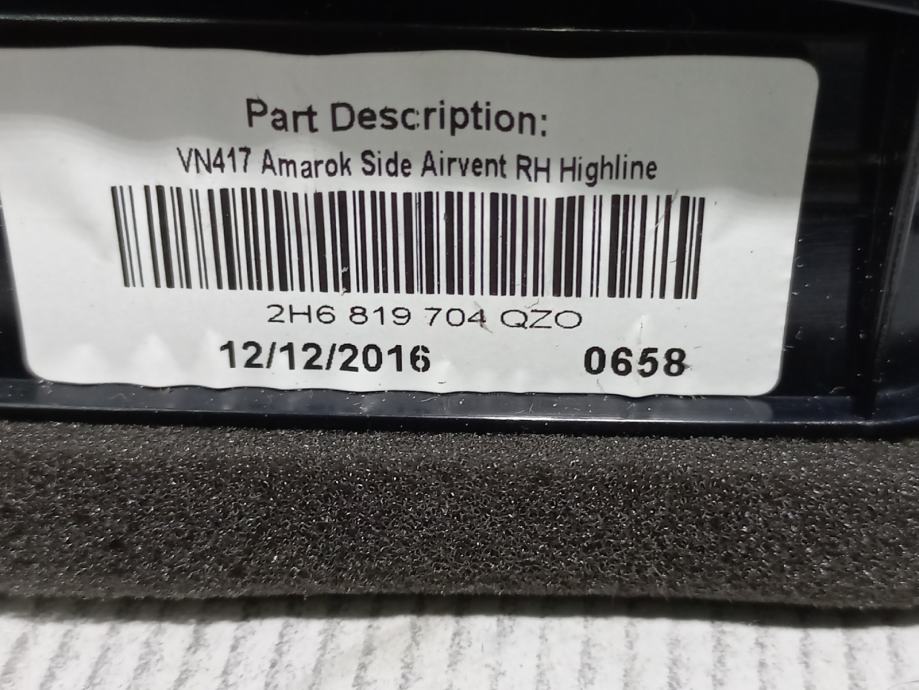 Part Description:
VN417 Amarok Side Airvent RH Highline
2H6 819 704 QZO
12/12/2016 0658